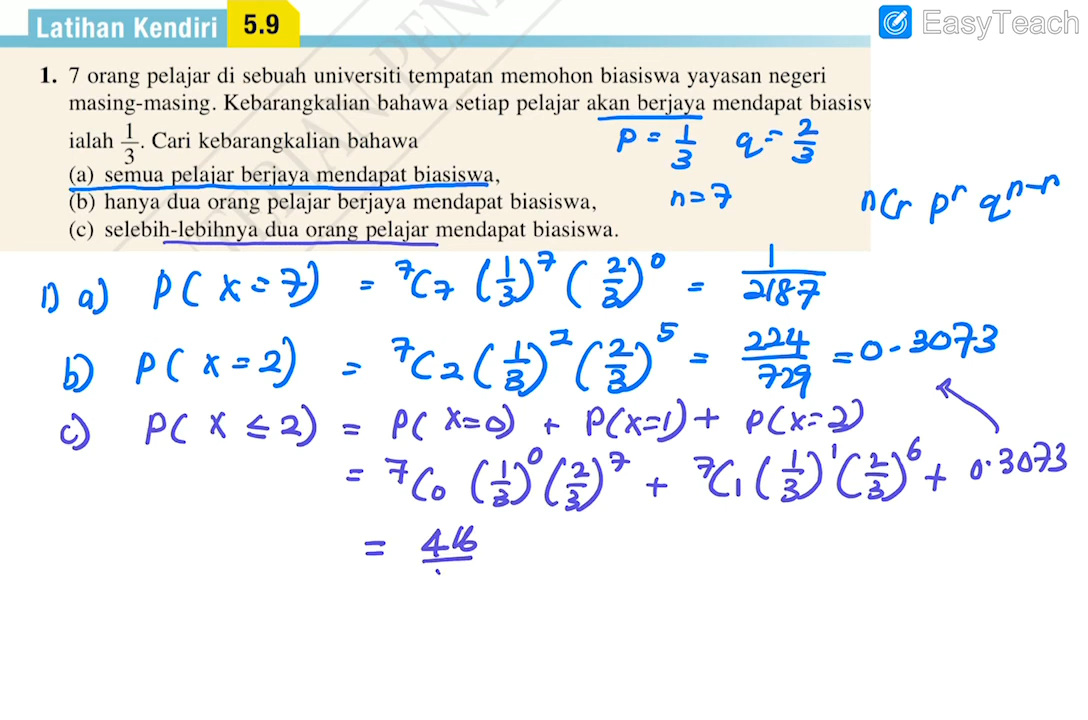 Latihan Kendiri 5.9
EasyTeach
1. 7 orang pelajar di sebuah universiti tempatan memohon biasiswa yayasan negeri
masing-masing. Kebarangkalian bahawa setiap pelajar akan berjaya mendapat biasisw
ialah 1/3. Cari kebarangkalian bahawa
p = 1/3 q = 2/3
(a) semua pelajar berjaya mendapat biasiswa,
(b) hanya dua orang pelajar berjaya mendapat biasiswa,
n = 7
nCr p^r q^n-r
(c) selebih-lebihnya dua orang pelajar mendapat biasiswa.
1) a) P(x = 7) = ⁷C₇ (1/3)⁷ (2/3)⁰ = 1/2187
b) P(x = 2) = ⁷C₂ (1/3)² (2/3)⁵ = 224/729 = 0.3073
c) P(x ≤ 2) = P(x=0) + P(x=1) + P(x=2)
= ⁷C₀ (1/3)⁰ (2/3)⁷ + ⁷C₁ (1/3)¹ (2/3)⁶ + 0.3073
= 416